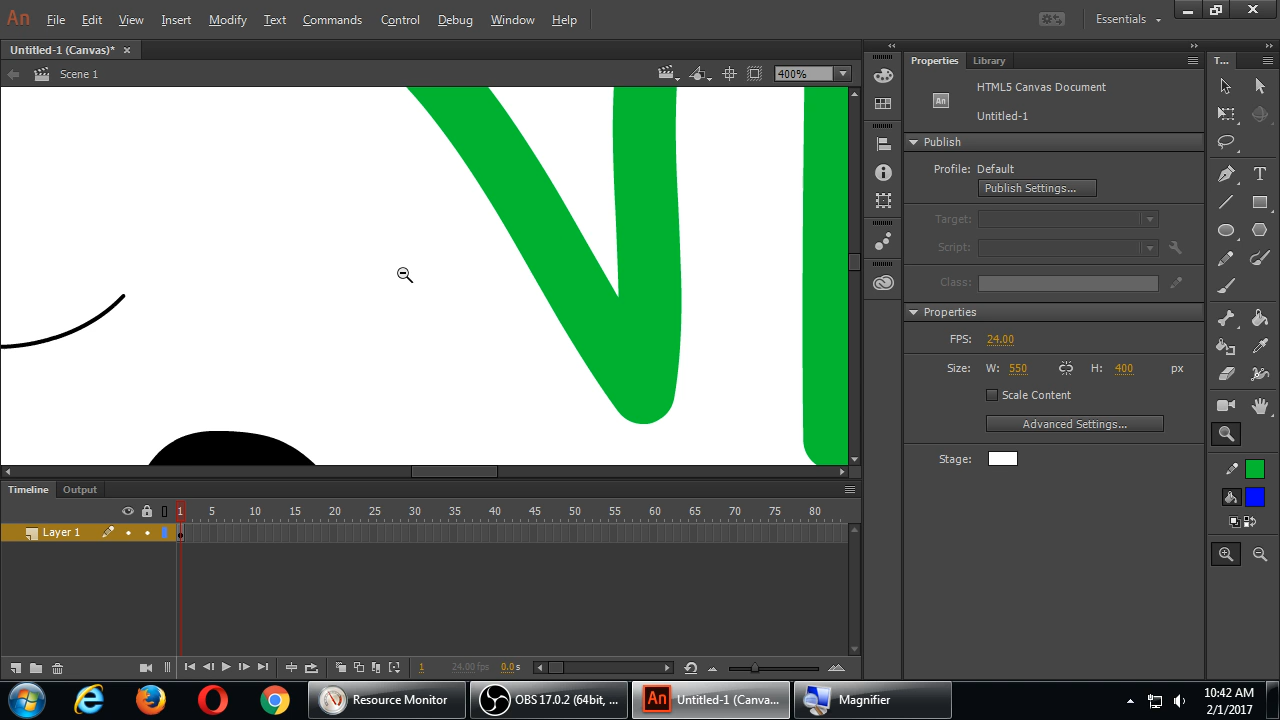 An File Edit View Insert Modify Text Commands Control Debug Window Help Essentials
Untitled-1 (Canvas)* ×
Scene 1 400%
Properties Library T...
HTML5 Canvas Document
An
Untitled-1
Publish
Profile: Default
Publish Settings...
Target:
Script:
Class:
Properties
FPS: 24.00
Size: W: 550 H: 400 px
Scale Content
Advanced Settings...
Stage:
Timeline Output
1 5 10 15 20 25 30 35 40 45 50 55 60 65 70 75 80
Layer 1
1 24.00 fps 0.0 s
Resource Monitor OBS 17.0.2 (64bit, ... An Untitled-1 (Canva... Magnifier
10:42 AM
2/1/2017